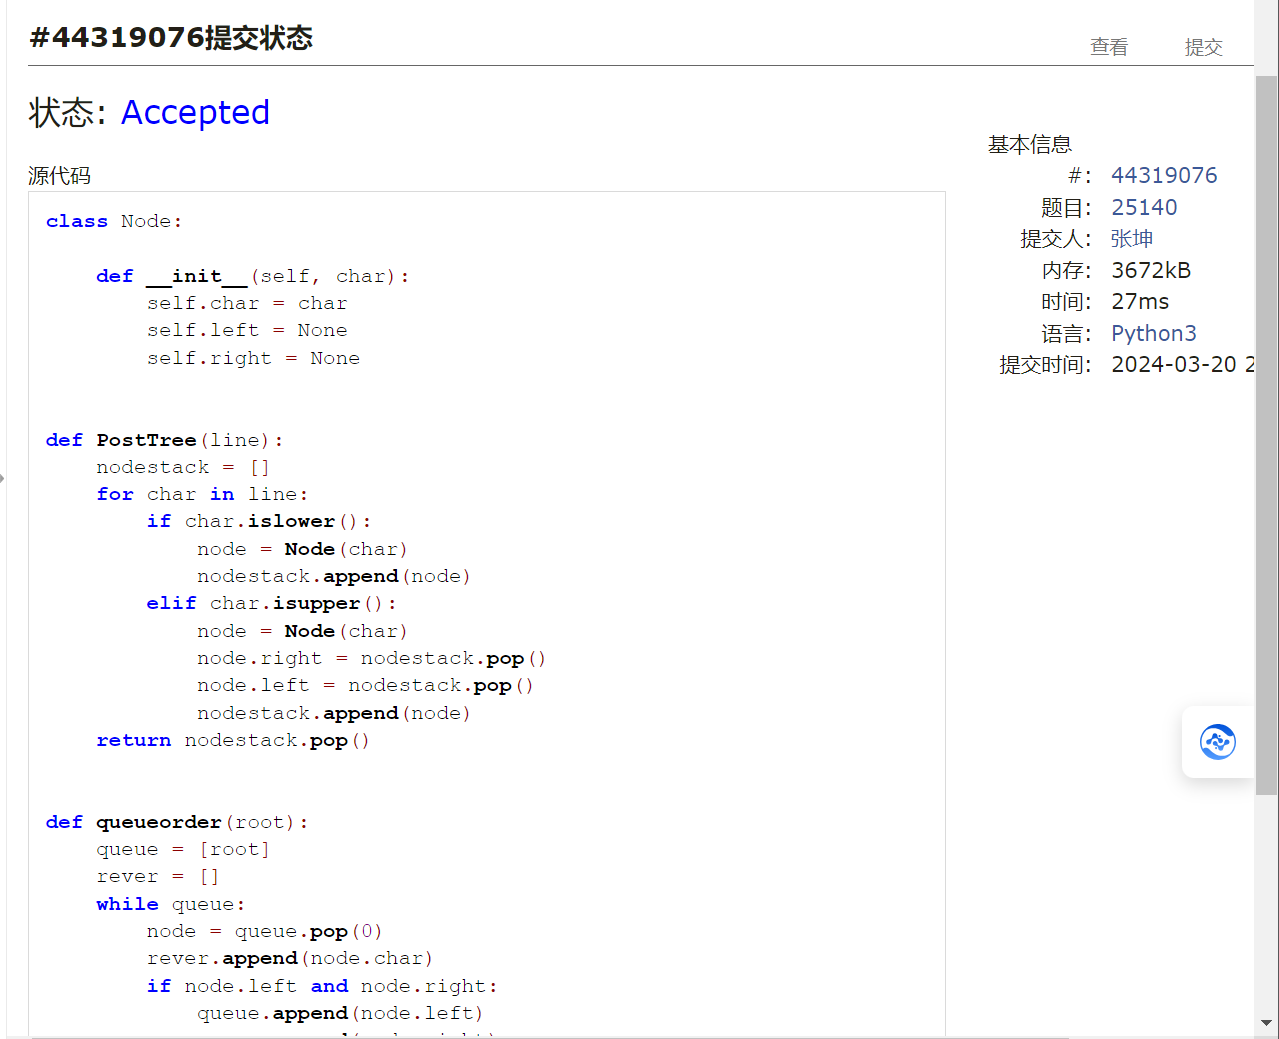 #44319076提交状态
查看
提交
状态: Accepted
源代码
class Node:
    def __init__(self, char):
        self.char = char
        self.left = None
        self.right = None
def PostTree(line):
    nodestack = []
    for char in line:
        if char.islower():
            node = Node(char)
            nodestack.append(node)
        elif char.isupper():
            node = Node(char)
            node.right = nodestack.pop()
            node.left = nodestack.pop()
            nodestack.append(node)
    return nodestack.pop()
def queueorder(root):
    queue = [root]
    rever = []
    while queue:
        node = queue.pop(0)
        rever.append(node.char)
        if node.left and node.right:
            queue.append(node.left)
基本信息
#: 44319076
题目: 25140
提交人: 张坤
内存: 3672kB
时间: 27ms
语言: Python3
提交时间: 2024-03-20 2